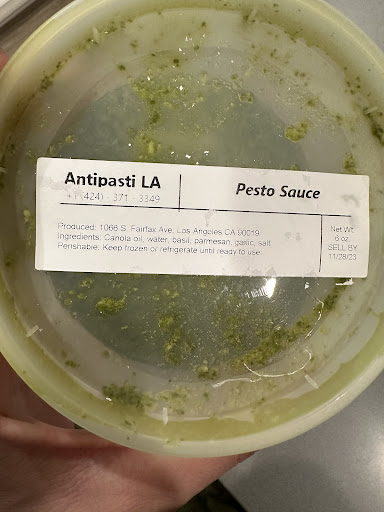 Antipasti LA
+1 (424) - 371 - 3349
Pesto Sauce
Produced: 1066 S. Fairfax Ave, Los Angeles CA 90019
Ingredients: Canola oil, water, basil, parmesan, garlic, salt
Perishable: Keep frozen or refrigerate until ready to use
Net Wt
6 oz
SELL BY
11/28/23